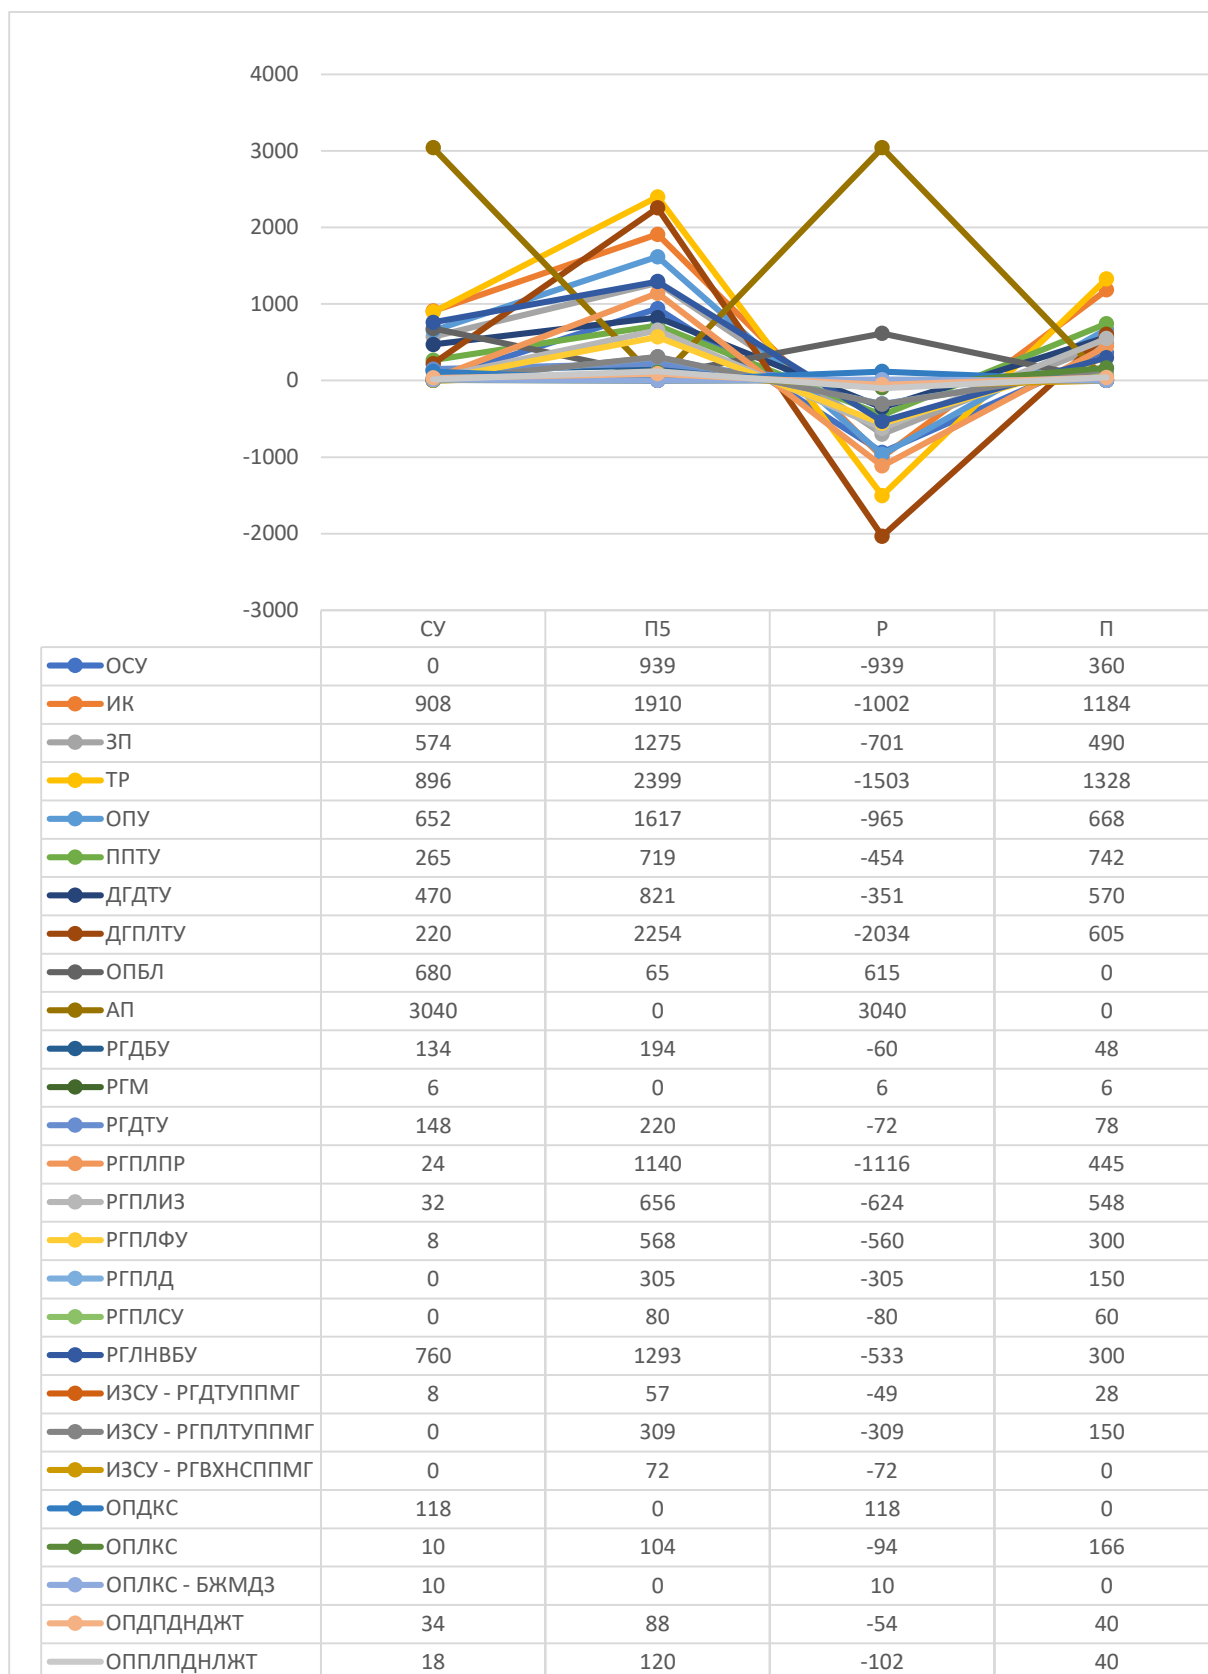 4000
3000
2000
1000
0
-1000
-2000
-3000
СУ П5 Р П
ОСУ 0 939 -939 360
ИК 908 1910 -1002 1184
ЗП 574 1275 -701 490
ТР 896 2399 -1503 1328
ОПУ 652 1617 -965 668
ППТУ 265 719 -454 742
ДГДТУ 470 821 -351 570
ДГПЛТУ 220 2254 -2034 605
ОПБЛ 680 65 615 0
АП 3040 0 3040 0
РГДБУ 134 194 -60 48
РГМ 6 0 6 6
РГДТУ 148 220 -72 78
РГПЛПР 24 1140 -1116 445
РГПЛИЗ 32 656 -624 548
РГПЛФУ 8 568 -560 300
РГПЛД 0 305 -305 150
РГПЛСУ 0 80 -80 60
РГЛНВБУ 760 1293 -533 300
ИЗСУ - РГДТУППМГ 8 57 -49 28
ИЗСУ - РГПЛТУППМГ 0 309 -309 150
ИЗСУ - РГВХНСППМГ 0 72 -72 0
ОПДКС 118 0 118 0
ОПЛКС 10 104 -94 166
ОПЛКС - БЖМДЗ 10 0 10 0
ОПДПДНДЖТ 34 88 -54 40
ОППЛПДНЛЖТ 18 120 -102 40